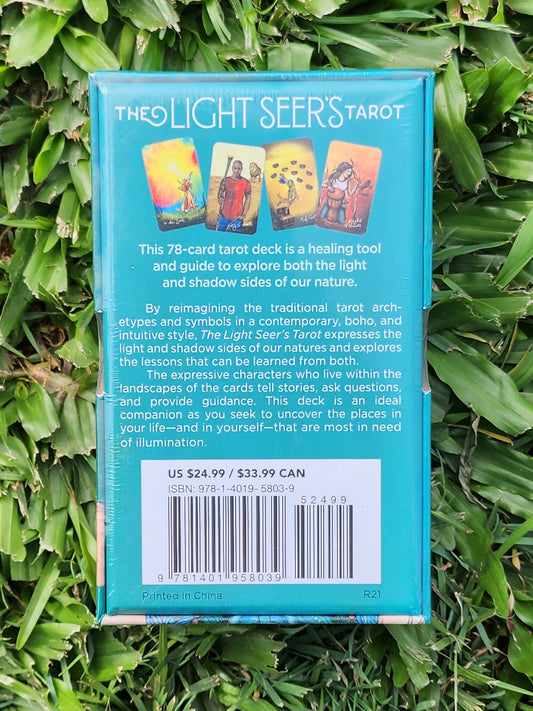 THE LIGHT SEER'S TAROT
This 78-card tarot deck is a healing tool
and guide to explore both the light
and shadow sides of our nature.
By reimagining the traditional tarot arch-
etypes and symbols in a contemporary, boho, and
intuitive style, The Light Seer's Tarot expresses the
light and shadow sides of our natures and explores
the lessons that can be learned from both.
The expressive characters who live within the
landscapes of the cards tell stories, ask questions,
and provide guidance. This deck is an ideal
companion as you seek to uncover the places in
your life—and in yourself—that are most in need
of illumination.
US $24.99 / $33.99 CAN
ISBN: 978-1-4019- 5803-9
52499
9 781401 958039
Printed in China R21